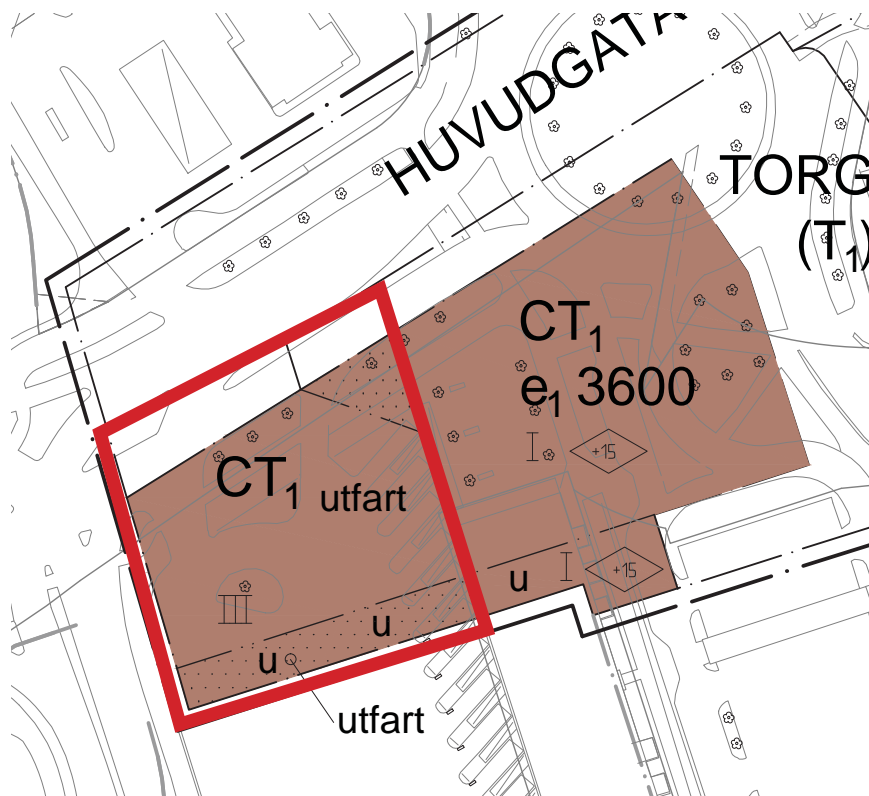 HUVUDGATA
TORG
(T1)
CT1
e1 3600
I
+15
CT1 utfart
III
I
+15
u
u
u
utfart